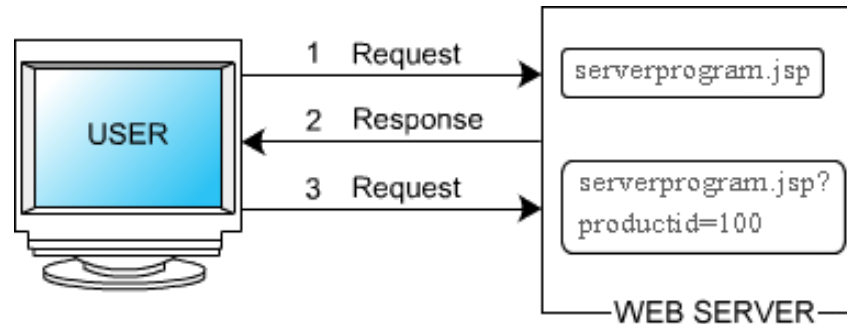 1 Request
serverprogram.jsp
USER
2 Response
3 Request
serverprogram.jsp?
productid=100
WEB SERVER